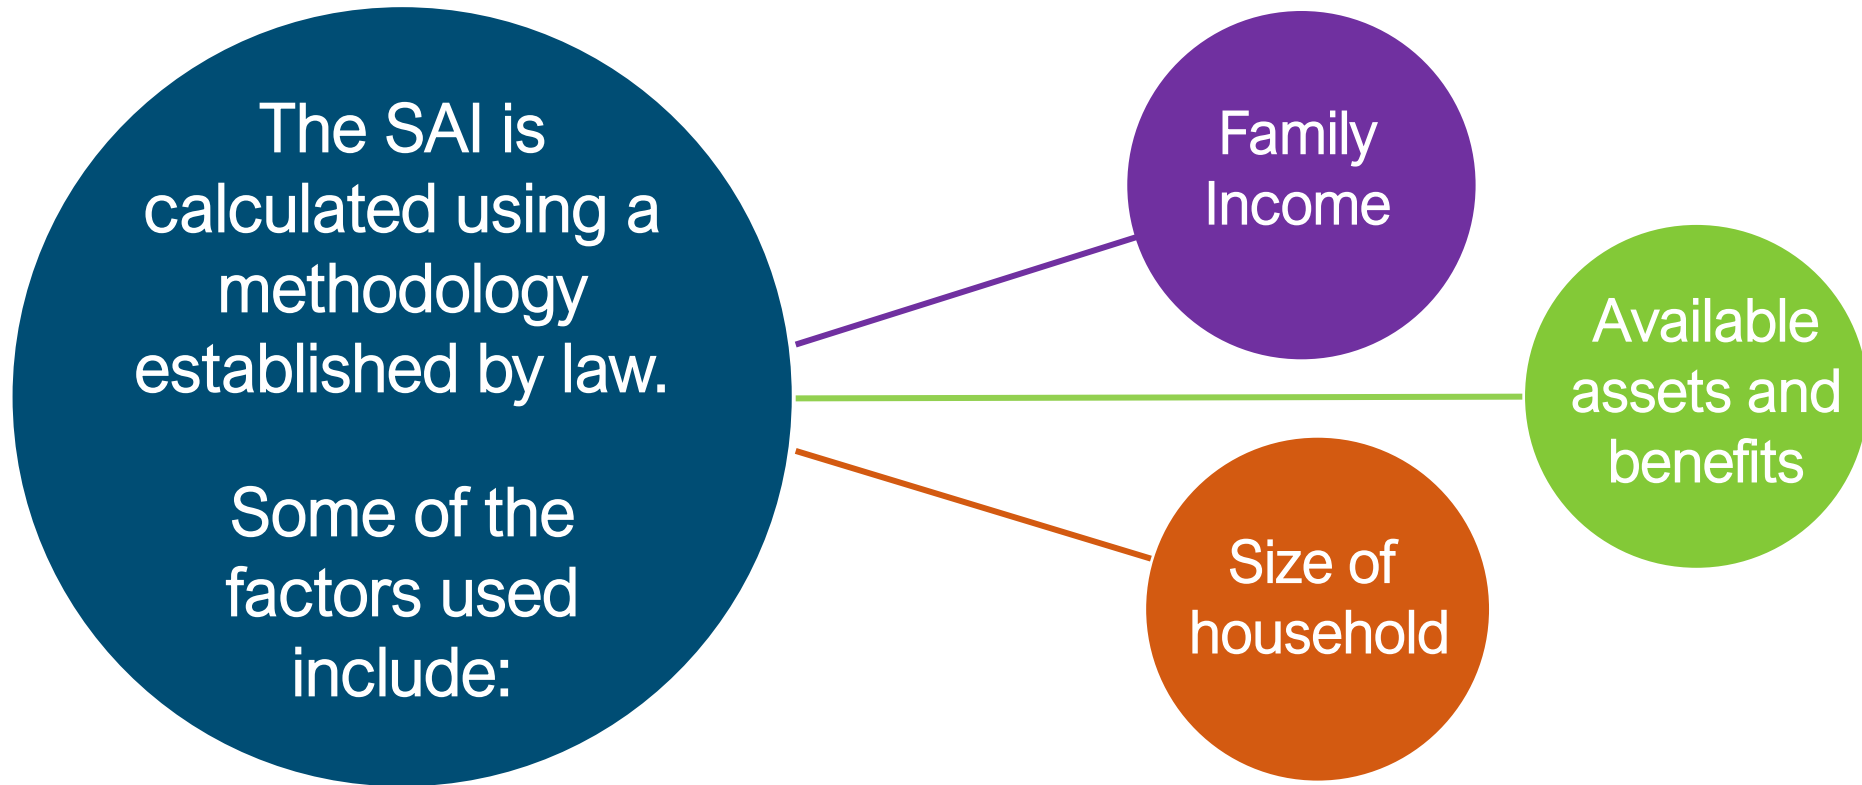 The SAI is
calculated using a
methodology
established by law.
Some of the
factors used
include:
Family
Income
Available
assets and
benefits
Size of
household